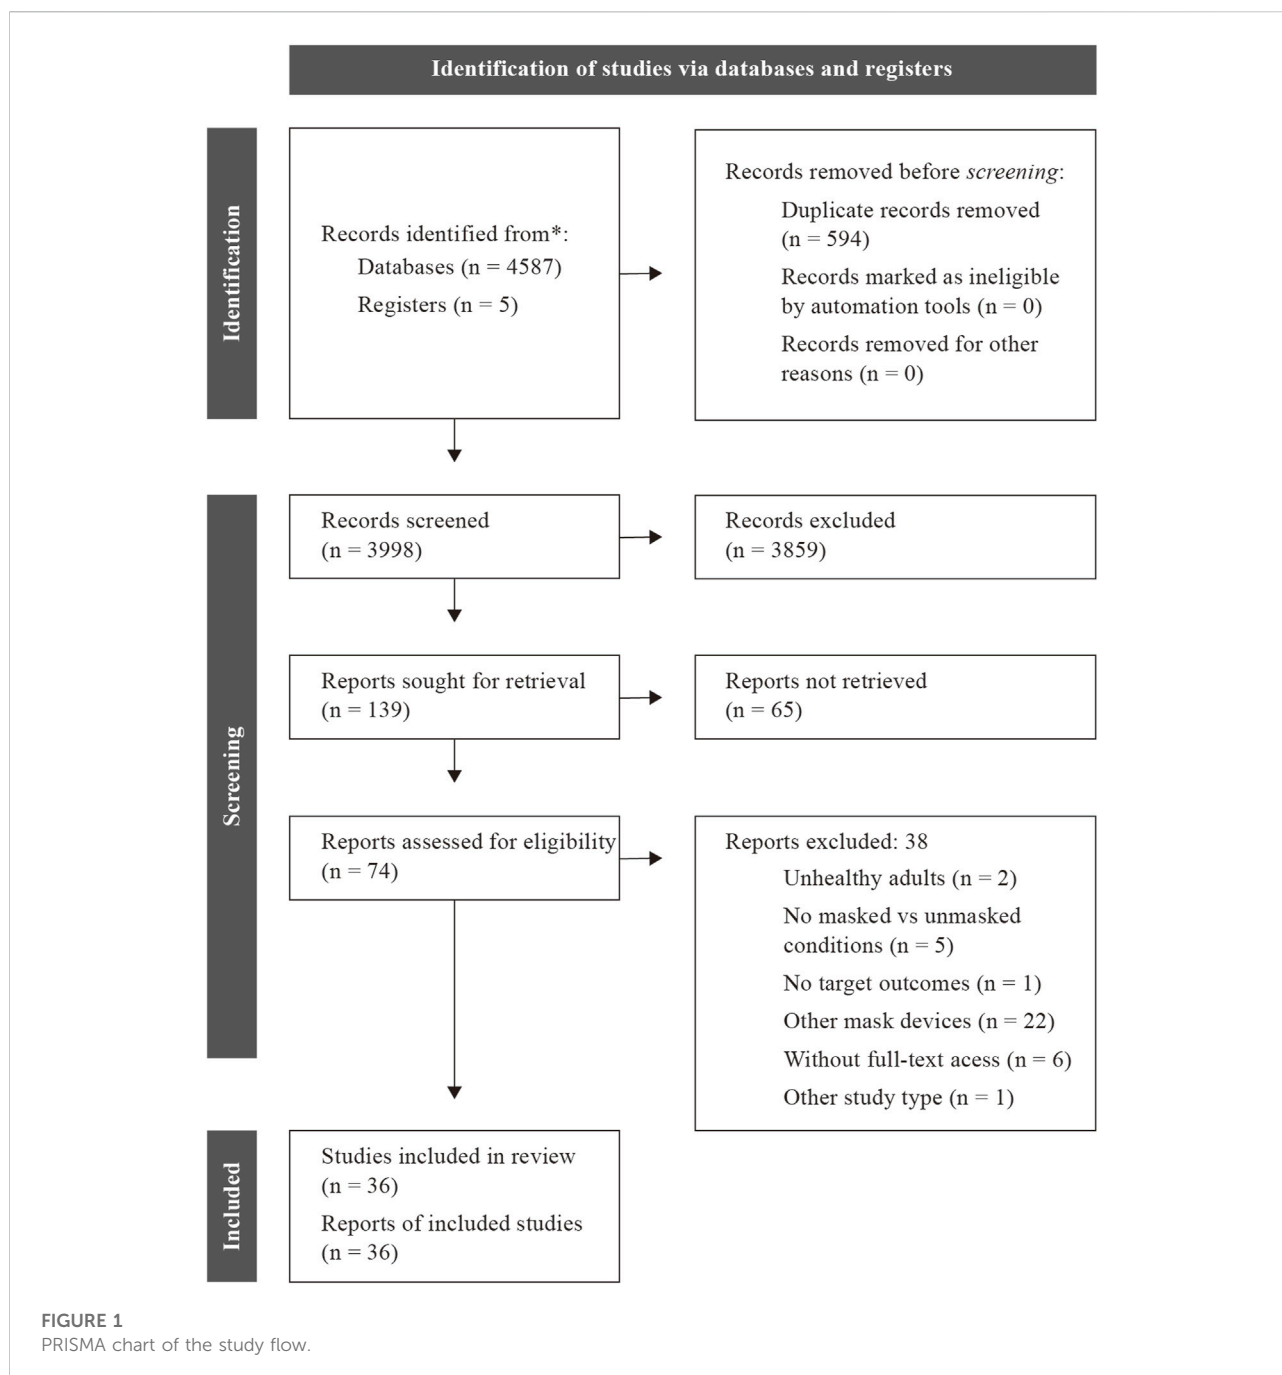 Identification of studies via databases and registers
Identification
Records identified from*:
Databases (n = 4587)
Registers (n = 5)
Records removed before screening:
Duplicate records removed
(n = 594)
Records marked as ineligible
by automation tools (n = 0)
Records removed for other
reasons (n = 0)
Screening
Records screened
(n = 3998)
Records excluded
(n = 3859)
Reports sought for retrieval
(n = 139)
Reports not retrieved
(n = 65)
Reports assessed for eligibility
(n = 74)
Reports excluded: 38
Unhealthy adults (n = 2)
No masked vs unmasked
conditions (n = 5)
No target outcomes (n = 1)
Other mask devices (n = 22)
Without full-text acess (n = 6)
Other study type (n = 1)
Included
Studies included in review
(n = 36)
Reports of included studies
(n = 36)
FIGURE 1
PRISMA chart of the study flow.